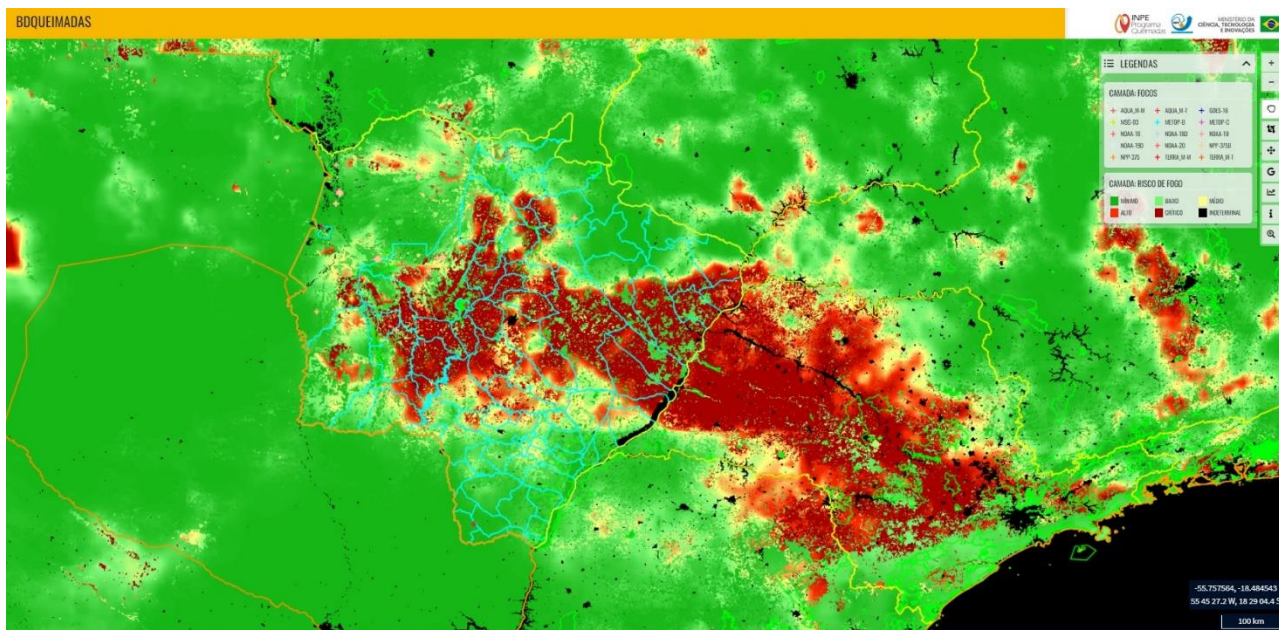 BDQUEIMADAS
INPE
Programa
Queimadas
MINISTÉRIO DA
CIÊNCIA, TECNOLOGIA
E INOVAÇÕES
LEGENDAS
CAMADA: FOCOS
AQUA_M-M AQUA_M-T GOES-16
MSG-03 METOP-B METOP-C
NOAA-18 NOAA-18D NOAA-19
NOAA-19D NOAA-20 NPP-375D
NPP-375 TERRA_M-M TERRA_M-T
CAMADA: RISCO DE FOGO
MÍNIMO BAIXO MÉDIO
ALTO CRÍTICO INDETERMINAD
-55.757564, -18.484543
55 45 27.2 W, 18 29 04.4 S
100 km